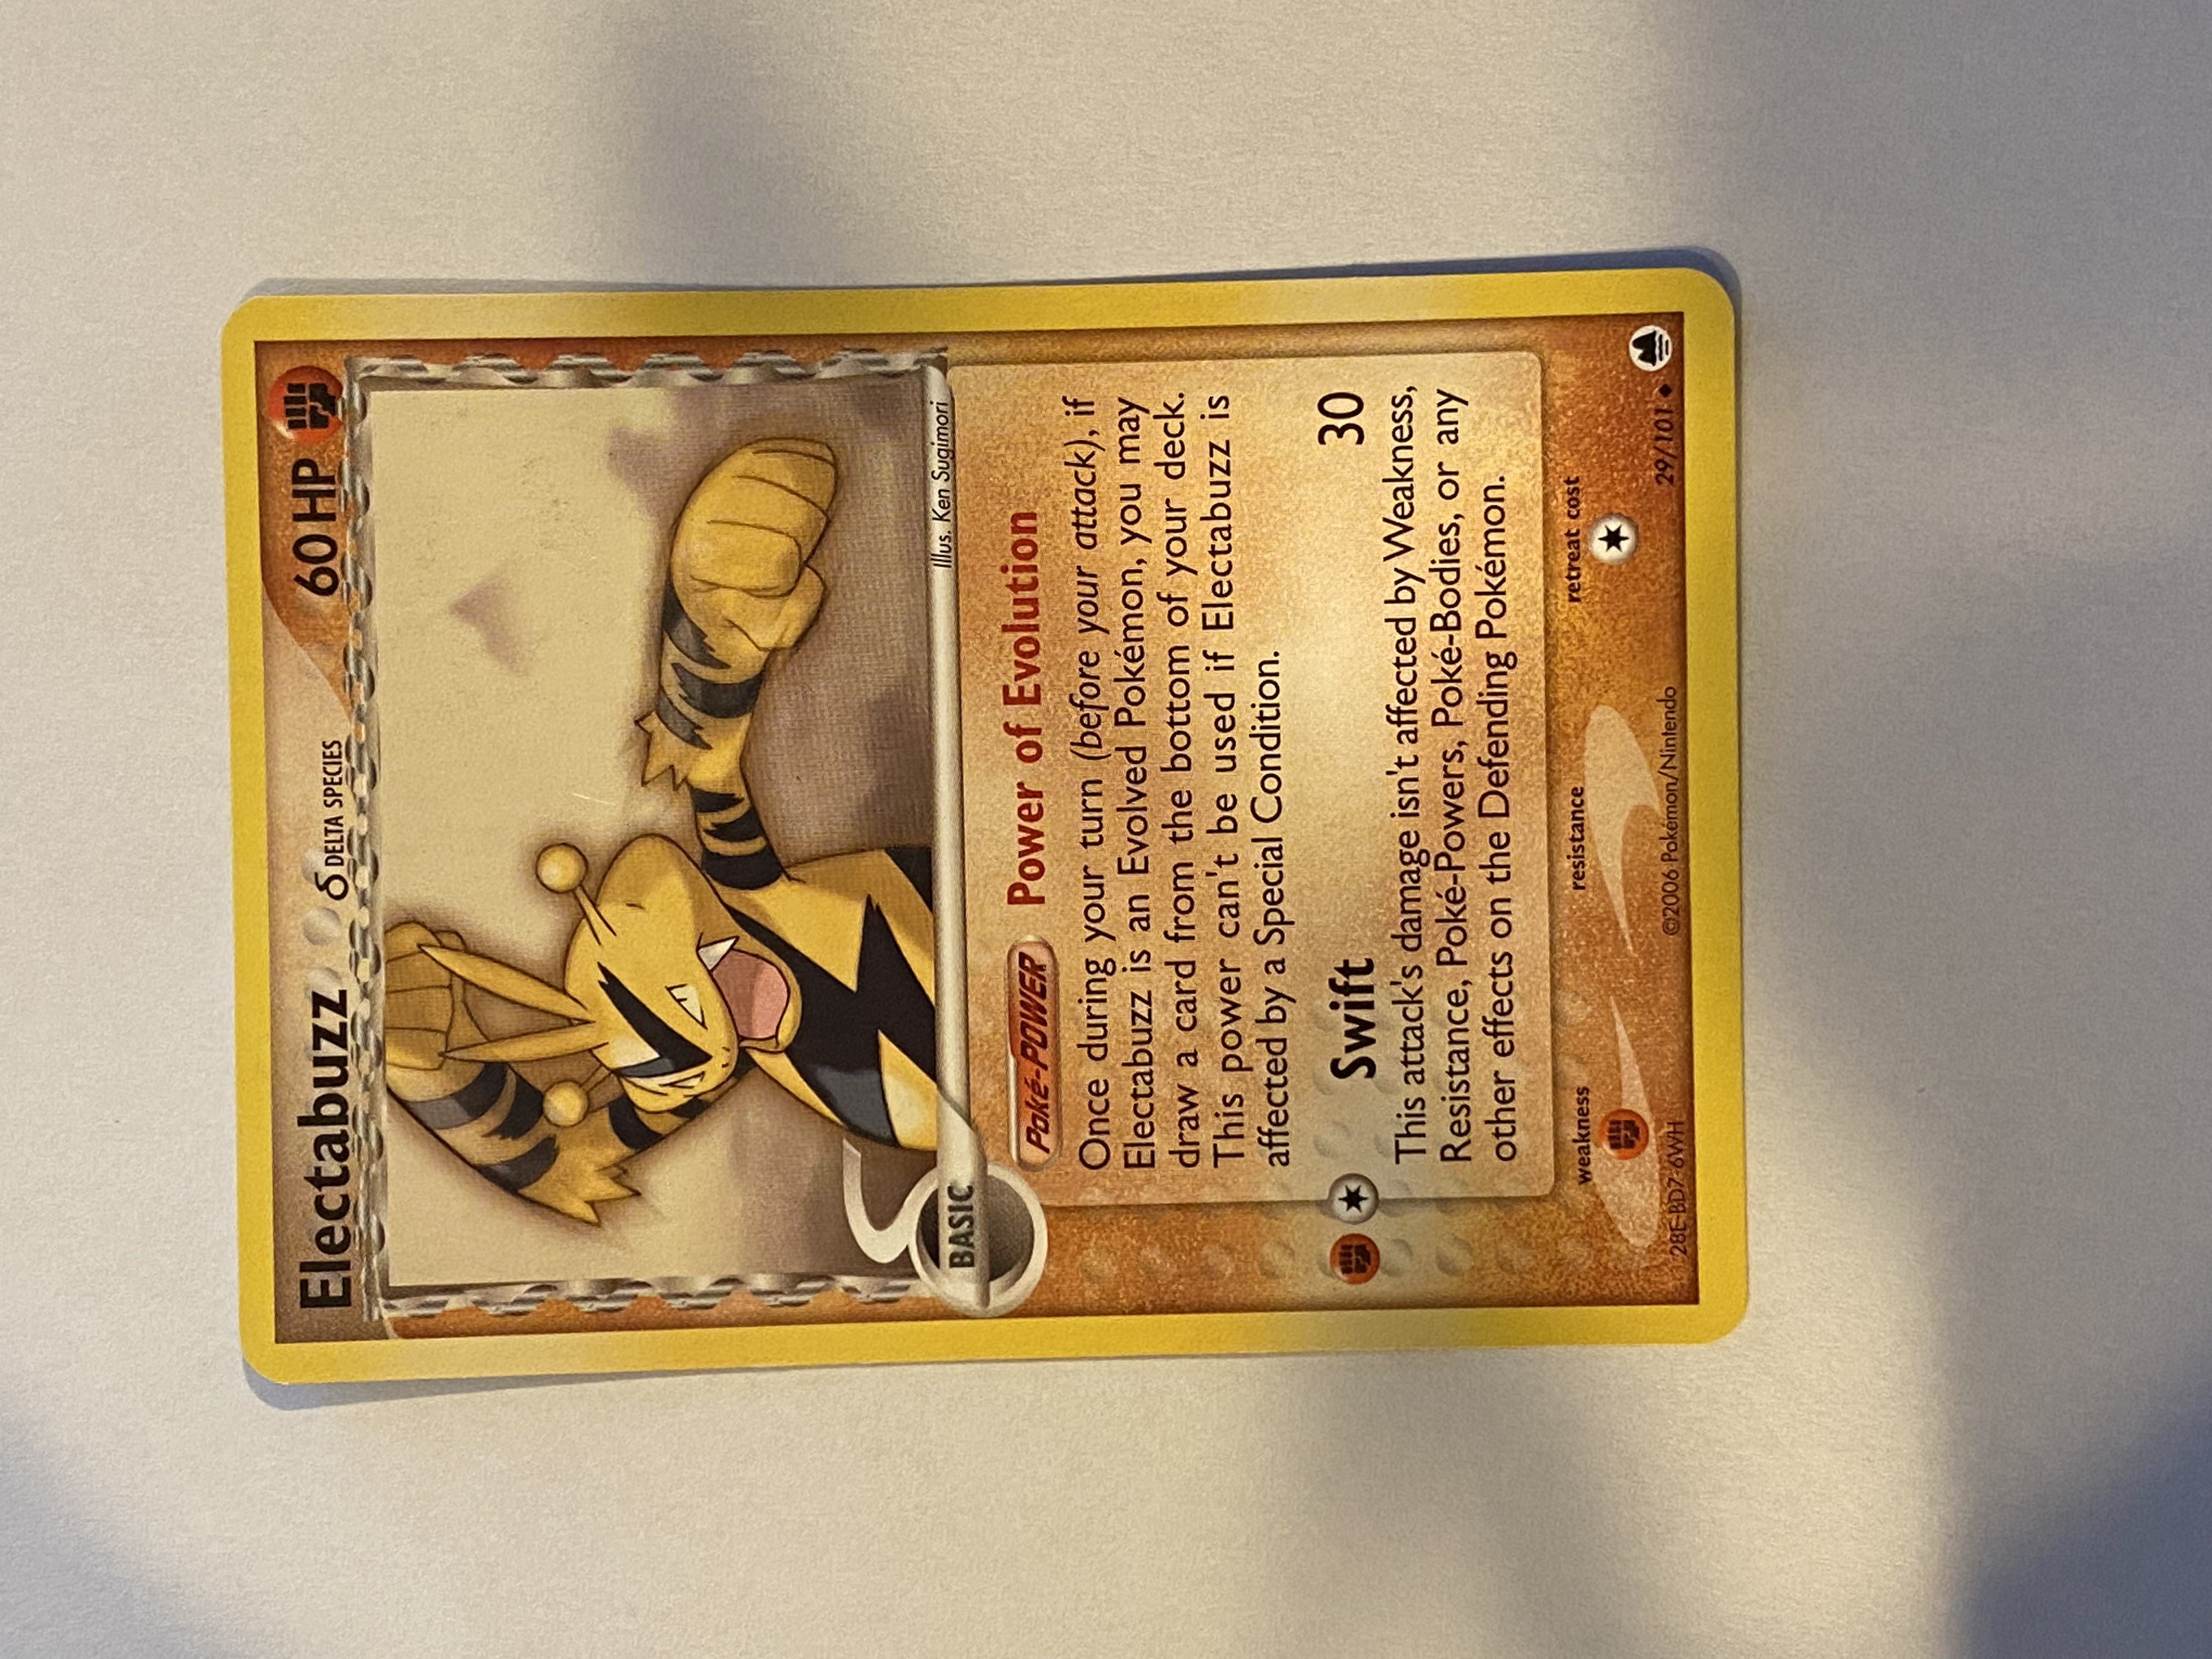 Electabuzz δ DELTA SPECIES 60 HP
Illus. Ken Sugimori
BASIC
Poké-POWER Power of Evolution
Once during your turn (before your attack), if
Electabuzz is an Evolved Pokémon, you may
draw a card from the bottom of your deck.
This power can't be used if Electabuzz is
affected by a Special Condition.
Swift 30
This attack's damage isn't affected by Weakness,
Resistance, Poké-Powers, Poké-Bodies, or any
other effects on the Defending Pokémon.
weakness resistance retreat cost
28E-BD7-6WH ©2006 Pokémon/Nintendo 29/101